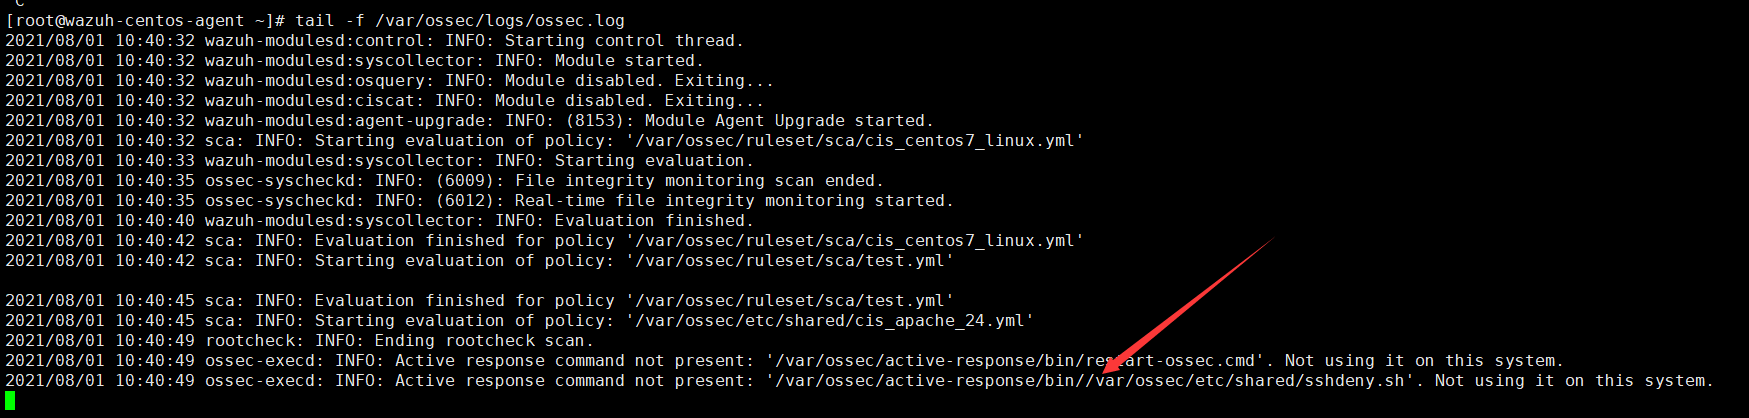 C
[root@wazuh-centos-agent ~]# tail -f /var/ossec/logs/ossec.log
2021/08/01 10:40:32 wazuh-modulesd:control: INFO: Starting control thread.
2021/08/01 10:40:32 wazuh-modulesd:syscollector: INFO: Module started.
2021/08/01 10:40:32 wazuh-modulesd:osquery: INFO: Module disabled. Exiting...
2021/08/01 10:40:32 wazuh-modulesd:ciscat: INFO: Module disabled. Exiting...
2021/08/01 10:40:32 wazuh-modulesd:agent-upgrade: INFO: (8153): Module Agent Upgrade started.
2021/08/01 10:40:32 sca: INFO: Starting evaluation of policy: '/var/ossec/ruleset/sca/cis_centos7_linux.yml'
2021/08/01 10:40:33 wazuh-modulesd:syscollector: INFO: Starting evaluation.
2021/08/01 10:40:35 ossec-syscheckd: INFO: (6009): File integrity monitoring scan ended.
2021/08/01 10:40:35 ossec-syscheckd: INFO: (6012): Real-time file integrity monitoring started.
2021/08/01 10:40:40 wazuh-modulesd:syscollector: INFO: Evaluation finished.
2021/08/01 10:40:42 sca: INFO: Evaluation finished for policy '/var/ossec/ruleset/sca/cis_centos7_linux.yml'
2021/08/01 10:40:42 sca: INFO: Starting evaluation of policy: '/var/ossec/ruleset/sca/test.yml'
2021/08/01 10:40:45 sca: INFO: Evaluation finished for policy '/var/ossec/ruleset/sca/test.yml'
2021/08/01 10:40:45 sca: INFO: Starting evaluation of policy: '/var/ossec/etc/shared/cis_apache_24.yml'
2021/08/01 10:40:49 rootcheck: INFO: Ending rootcheck scan.
2021/08/01 10:40:49 ossec-execd: INFO: Active response command not present: '/var/ossec/active-response/bin/restart-ossec.cmd'. Not using it on this system.
2021/08/01 10:40:49 ossec-execd: INFO: Active response command not present: '/var/ossec/active-response/bin//var/ossec/etc/shared/sshdeny.sh'. Not using it on this system.